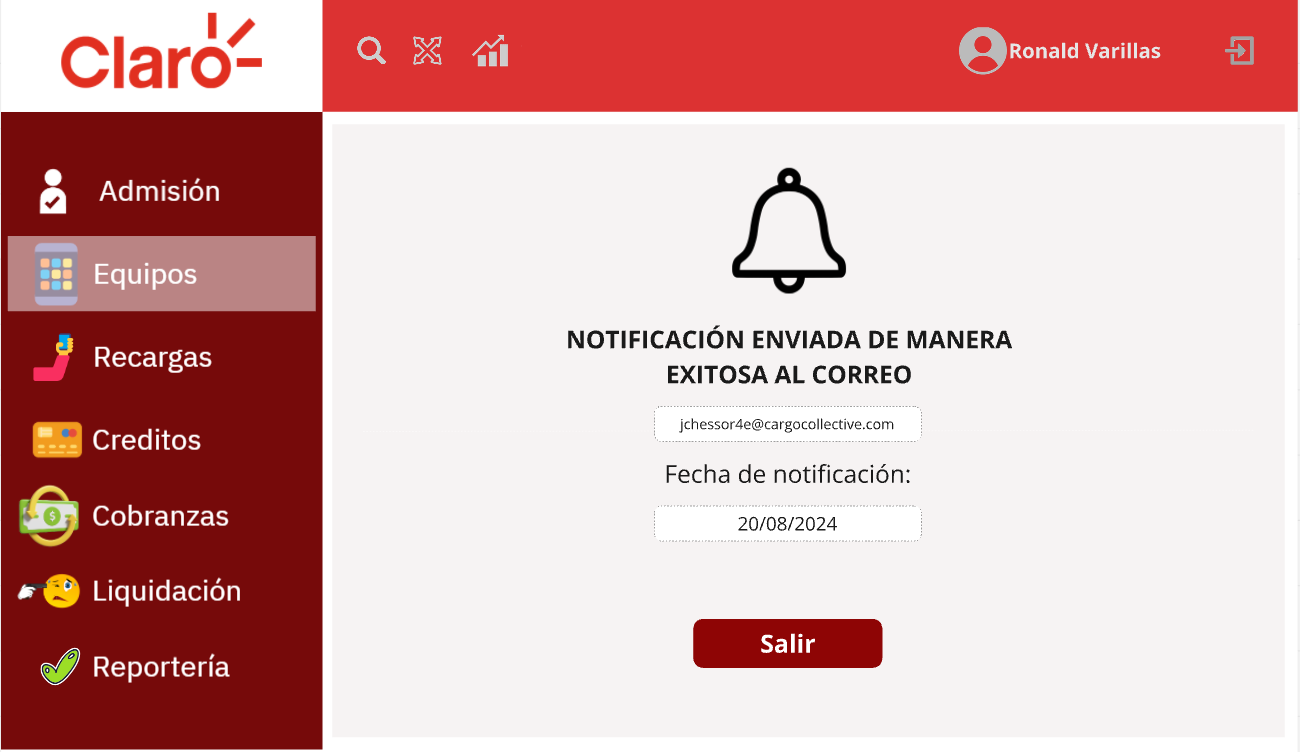 Claro
Ronald Varillas
Admisión
Equipos
Recargas
Creditos
Cobranzas
Liquidación
Reportería
NOTIFICACIÓN ENVIADA DE MANERA
EXITOSA AL CORREO
jchessor4e@cargocollective.com
Fecha de notificación:
20/08/2024
Salir